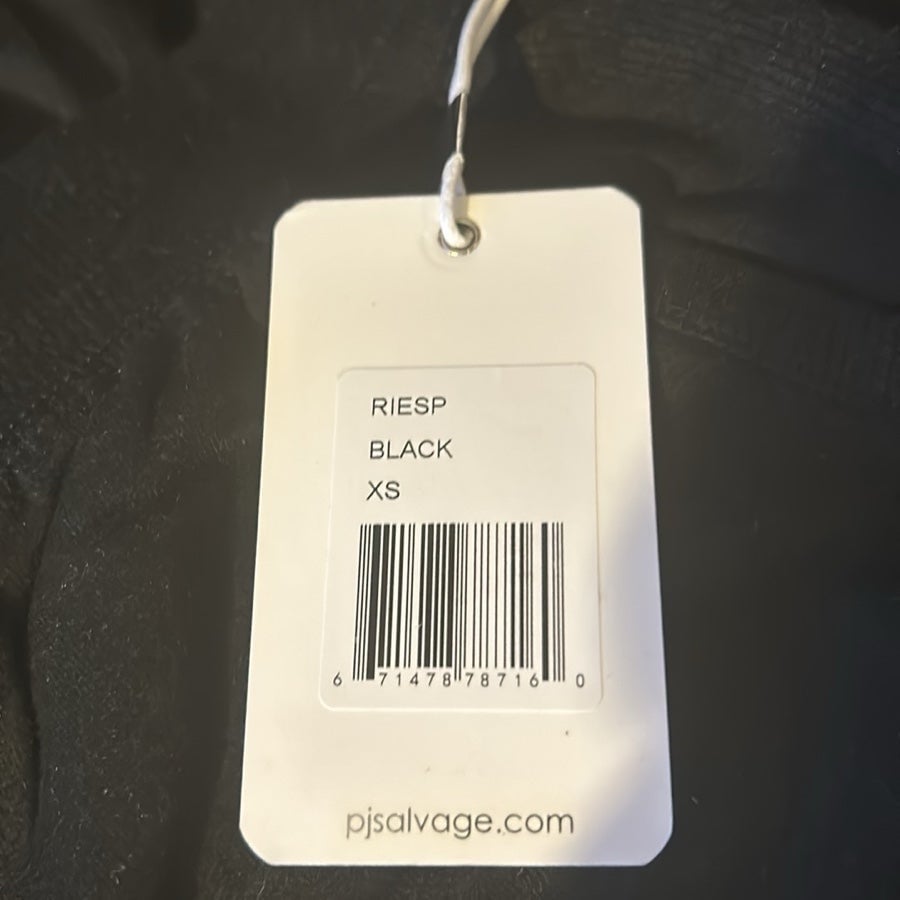 RIESP
BLACK
XS
6 71478 78716 0
pjsalvage.com